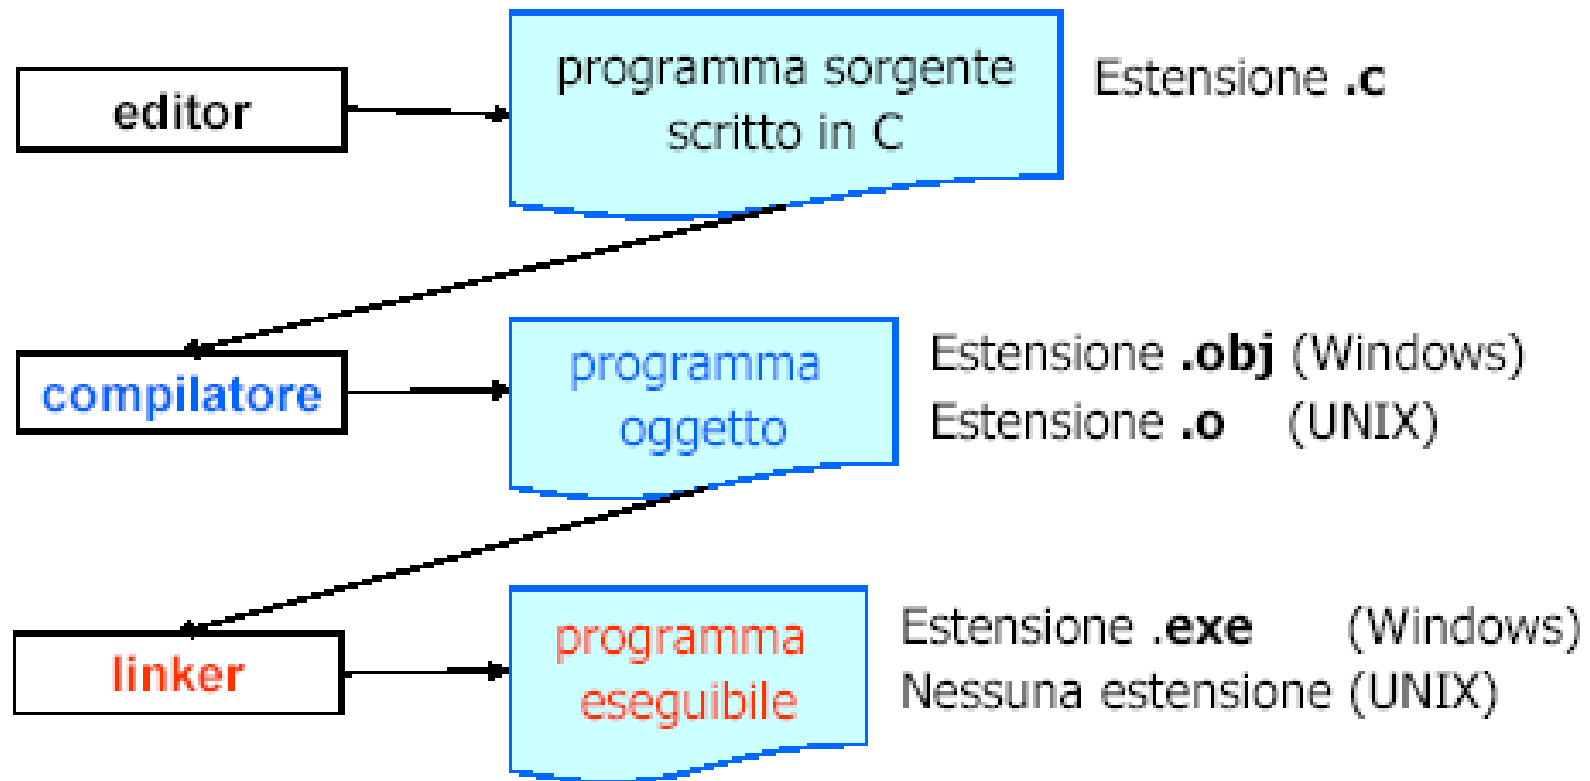 editor
programma sorgente
scritto in C
Estensione .c
compilatore
programma
oggetto
Estensione .obj (Windows)
Estensione .o (UNIX)
linker
programma
eseguibile
Estensione .exe (Windows)
Nessuna estensione (UNIX)